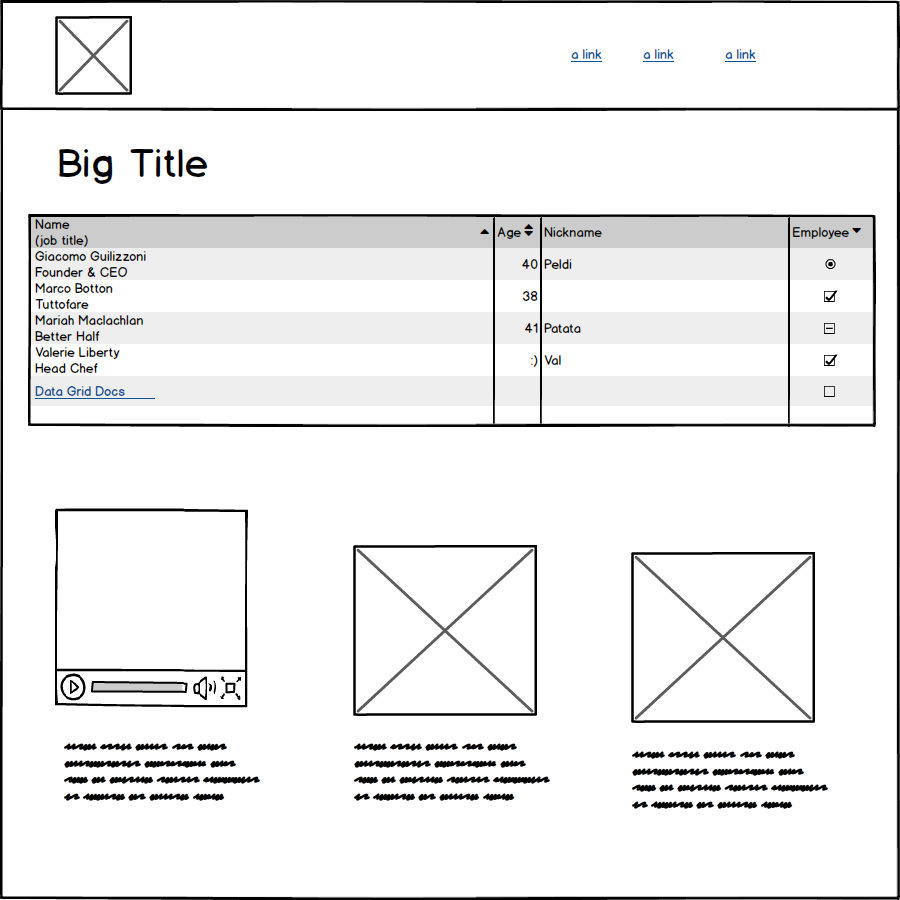 a link a link a link
Big Title
Name
(job title)
Age
Nickname
Employee
Giacomo Guilizzoni
Founder & CEO
40
Peldi
Marco Botton
Tuttofare
38
Mariah Maclachlan
Better Half
41
Patata
Valerie Liberty
Head Chef
:)
Val
Data Grid Docs